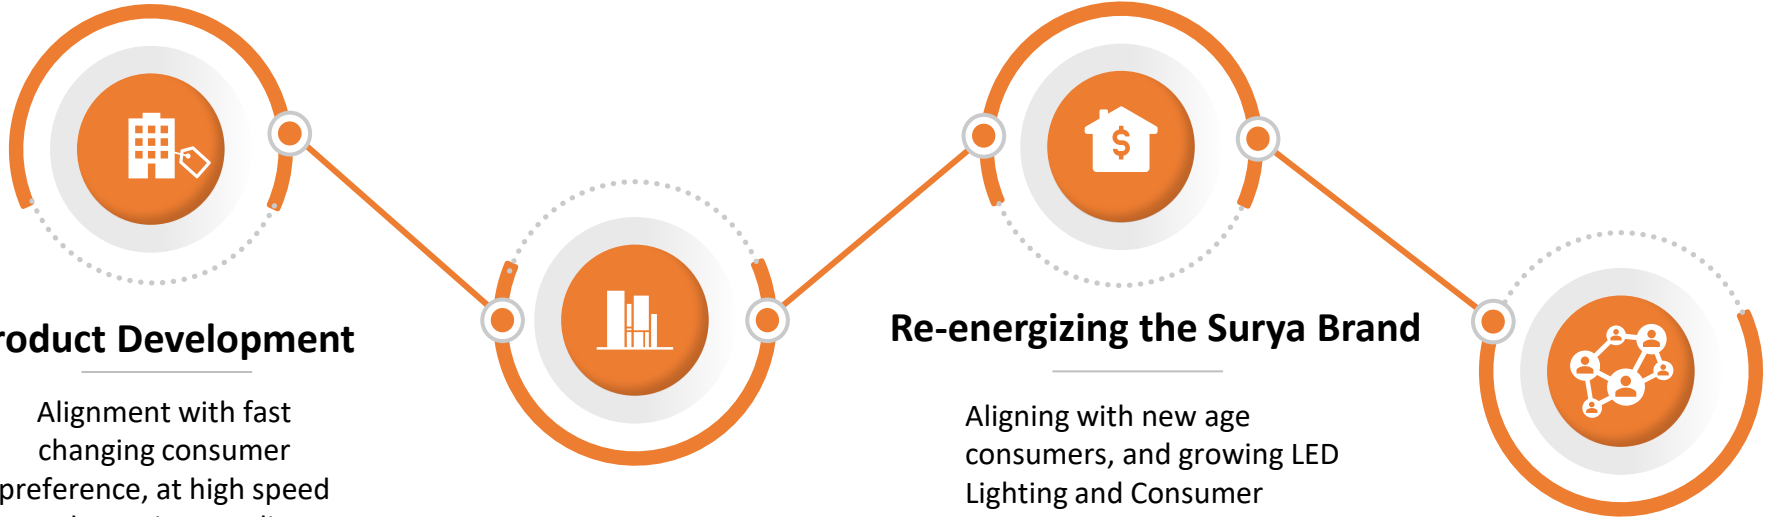 roduct Development
Alignment with fast
changing consumer
preference, at high speed
Re-energizing the Surya Brand
Aligning with new age
consumers, and growing LED
Lighting and Consumer